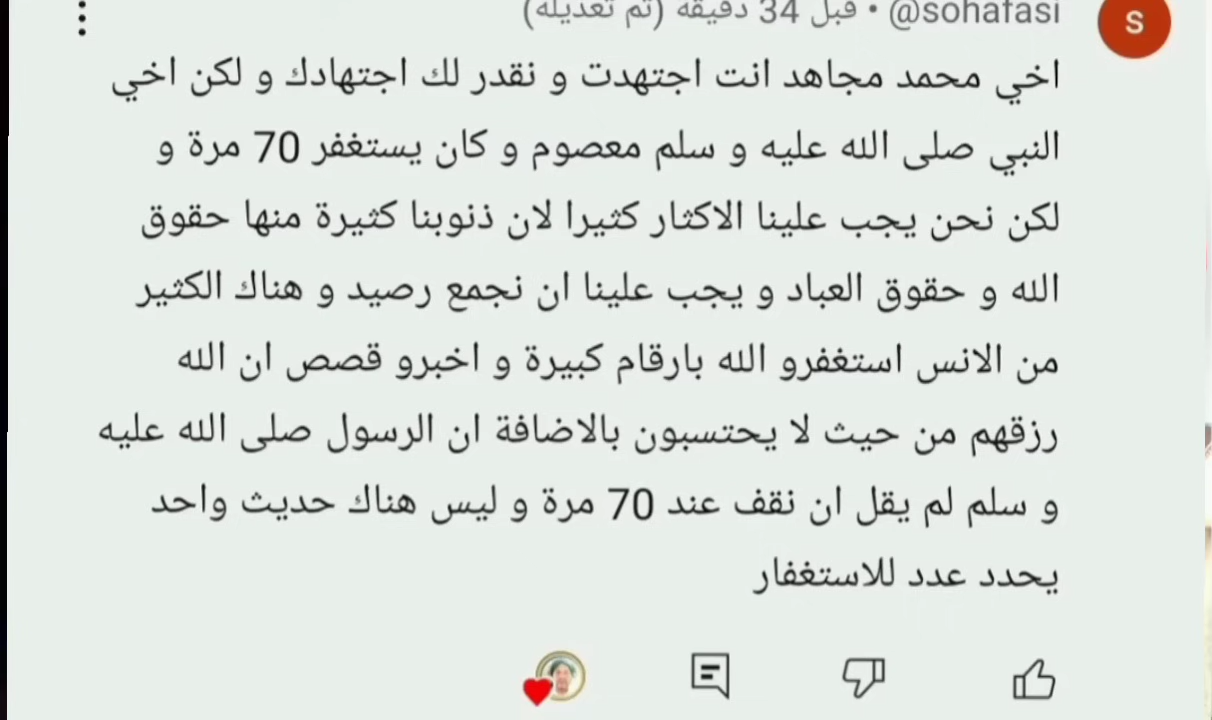 @sohafasi • قبل 34 دقيقة (تم تعديله)
S
اخي محمد مجاهد انت اجتهدت و نقدر لك اجتهادك و لكن اخي
النبي صلى الله عليه و سلم معصوم و كان يستغفر 70 مرة و
لكن نحن يجب علينا الاكثار كثيرا لان ذنوبنا كثيرة منها حقوق
الله و حقوق العباد و يجب علينا ان نجمع رصيد و هناك الكثير
من الانس استغفرو الله بارقام كبيرة و اخبرو قصص ان الله
رزقهم من حيث لا يحتسبون بالاضافة ان الرسول صلى الله عليه
و سلم لم يقل ان نقف عند 70 مرة و ليس هناك حديث واحد
يحدد عدد للاستغفار